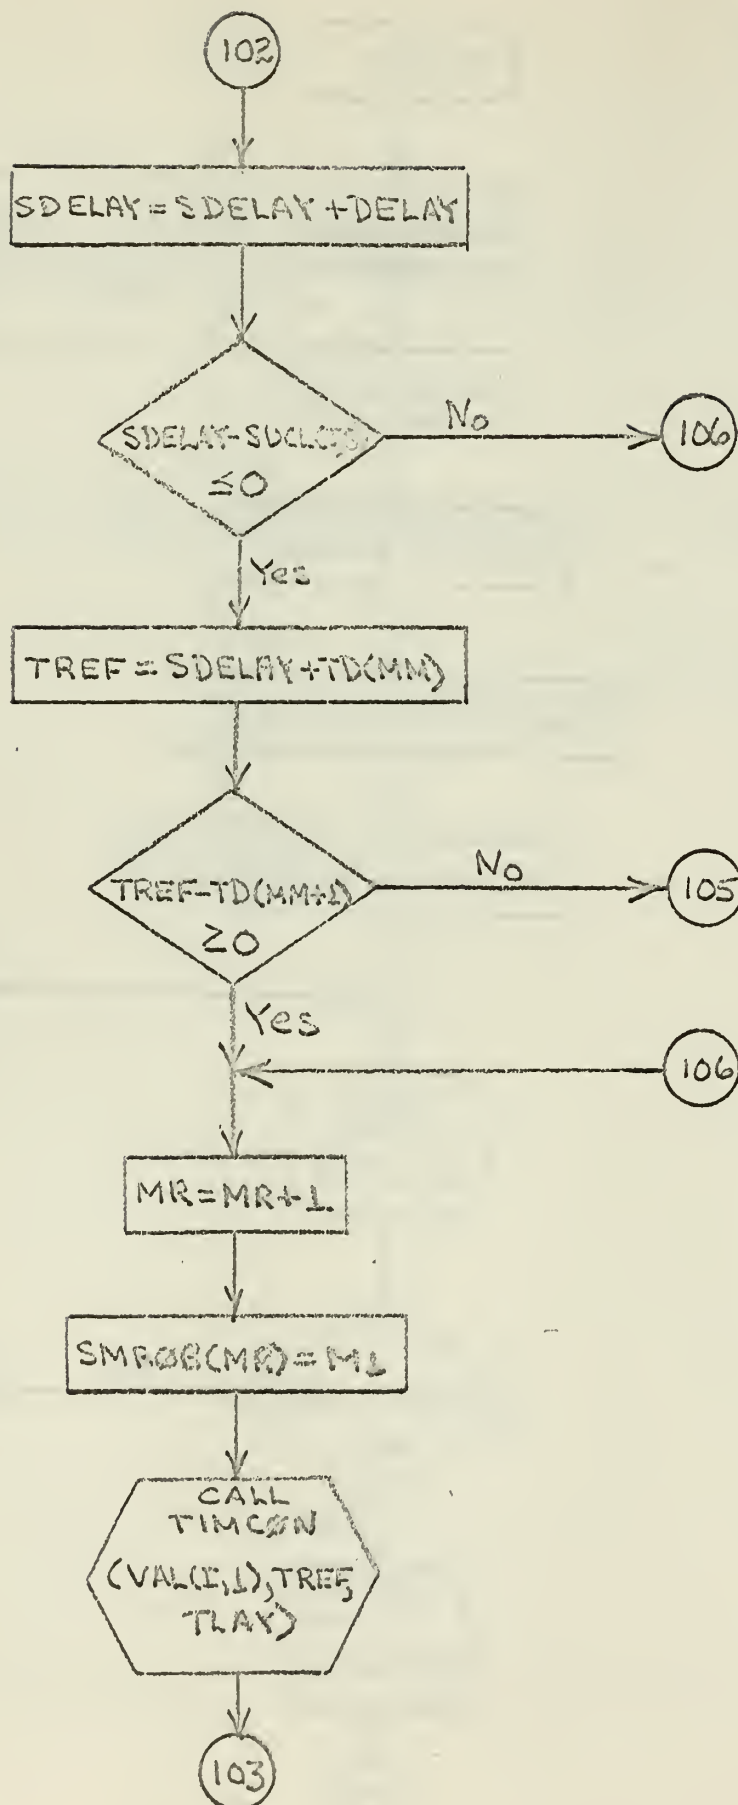 102
SDELAY = SDELAY + DELAY
SDELAY-SUCCES
≤0
No
106
Yes
TREF = SDELAY+TD(MM)
TREF-TD(MM+1)
≥0
No
105
Yes
106
MR=MR+1
SMRØB(MR)=M1
CALL
TIMCØN
(VAL(I,1),TREF,
TLAY)
103